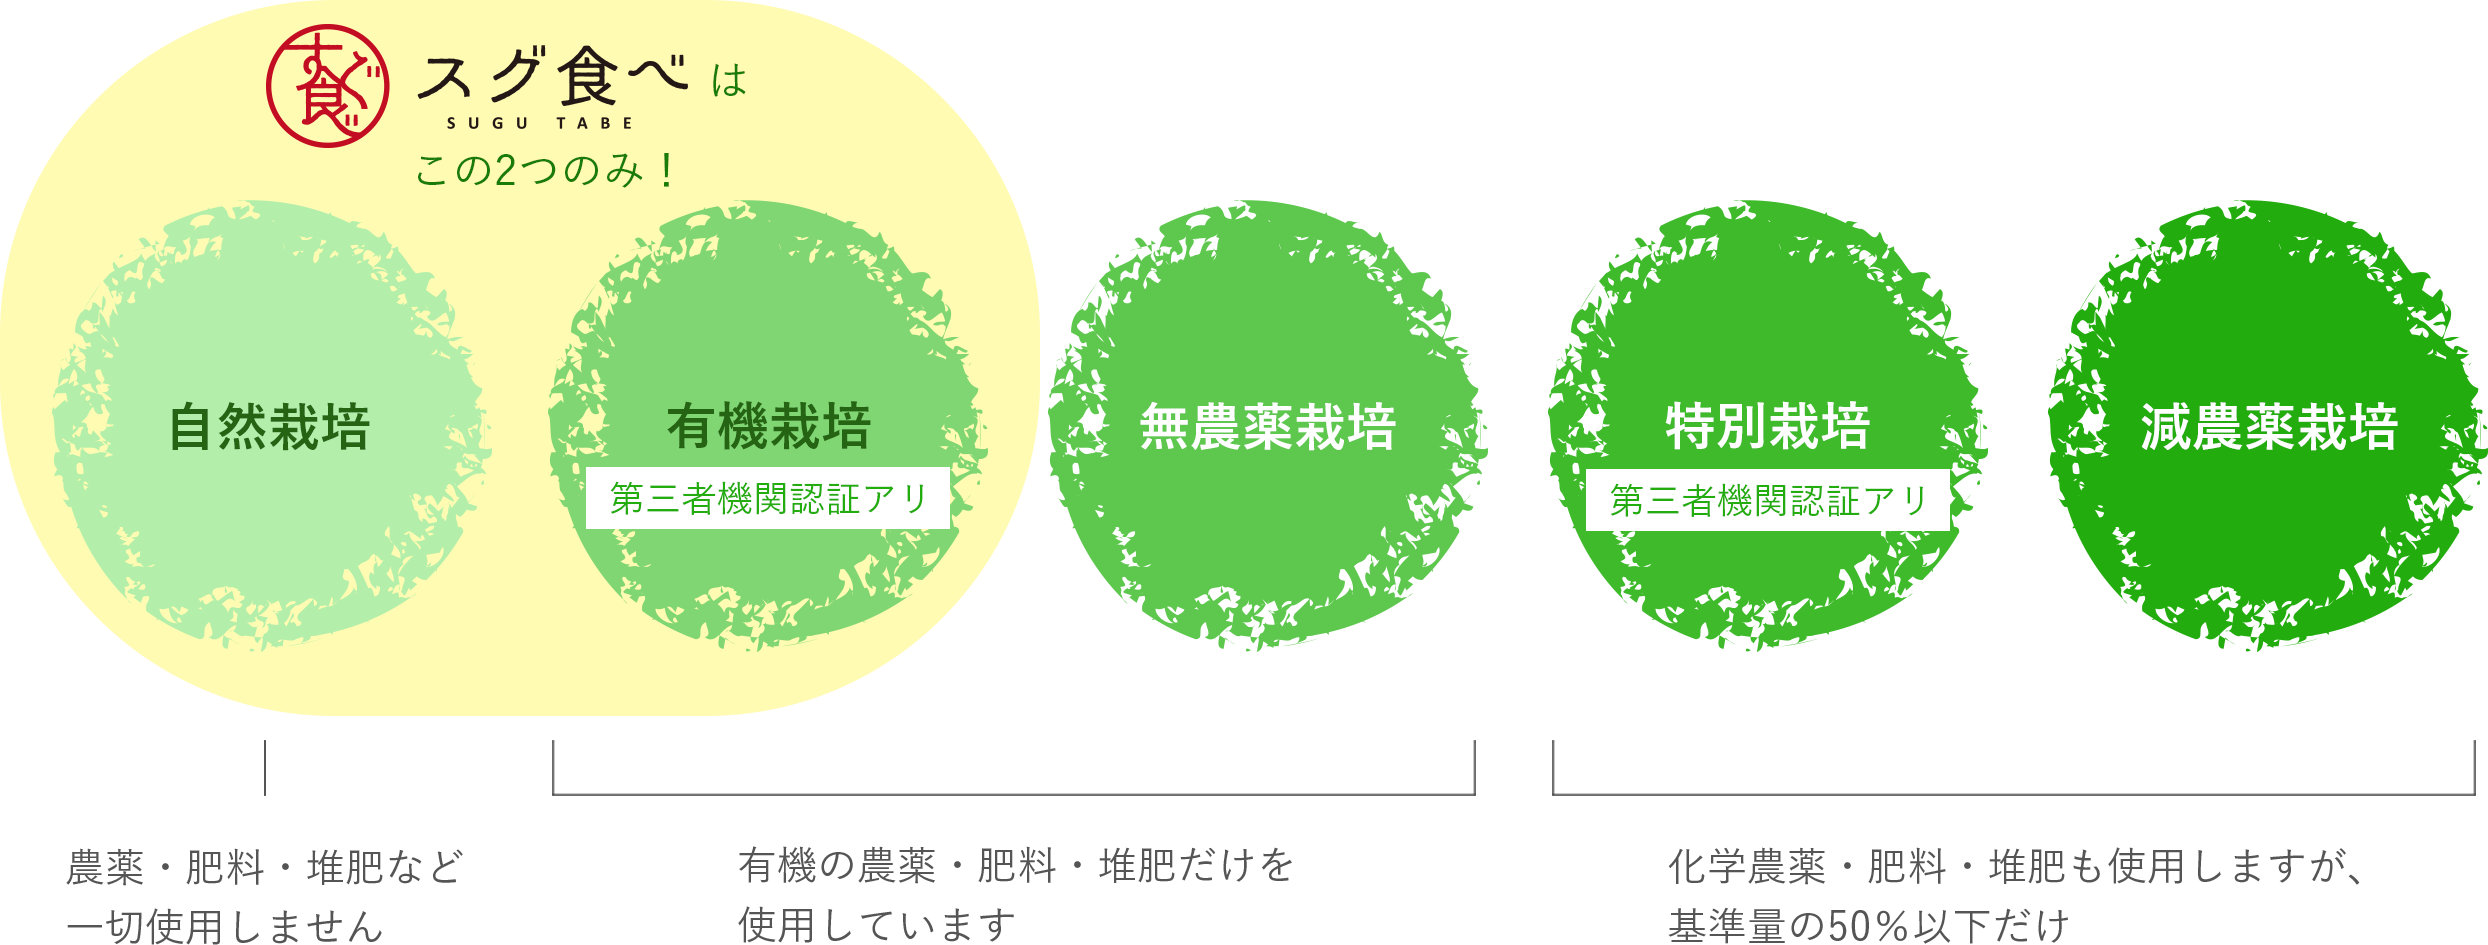 すぐ食べ
スグ食べは
SUGU TABE
この2つのみ！
自然栽培
有機栽培
第三者機関認証アリ
無農薬栽培
特別栽培
第三者機関認証アリ
減農薬栽培
農薬・肥料・堆肥など
一切使用しません
有機の農薬・肥料・堆肥だけを
使用しています
化学農薬・肥料・堆肥も使用しますが、
基準量の50％以下だけ